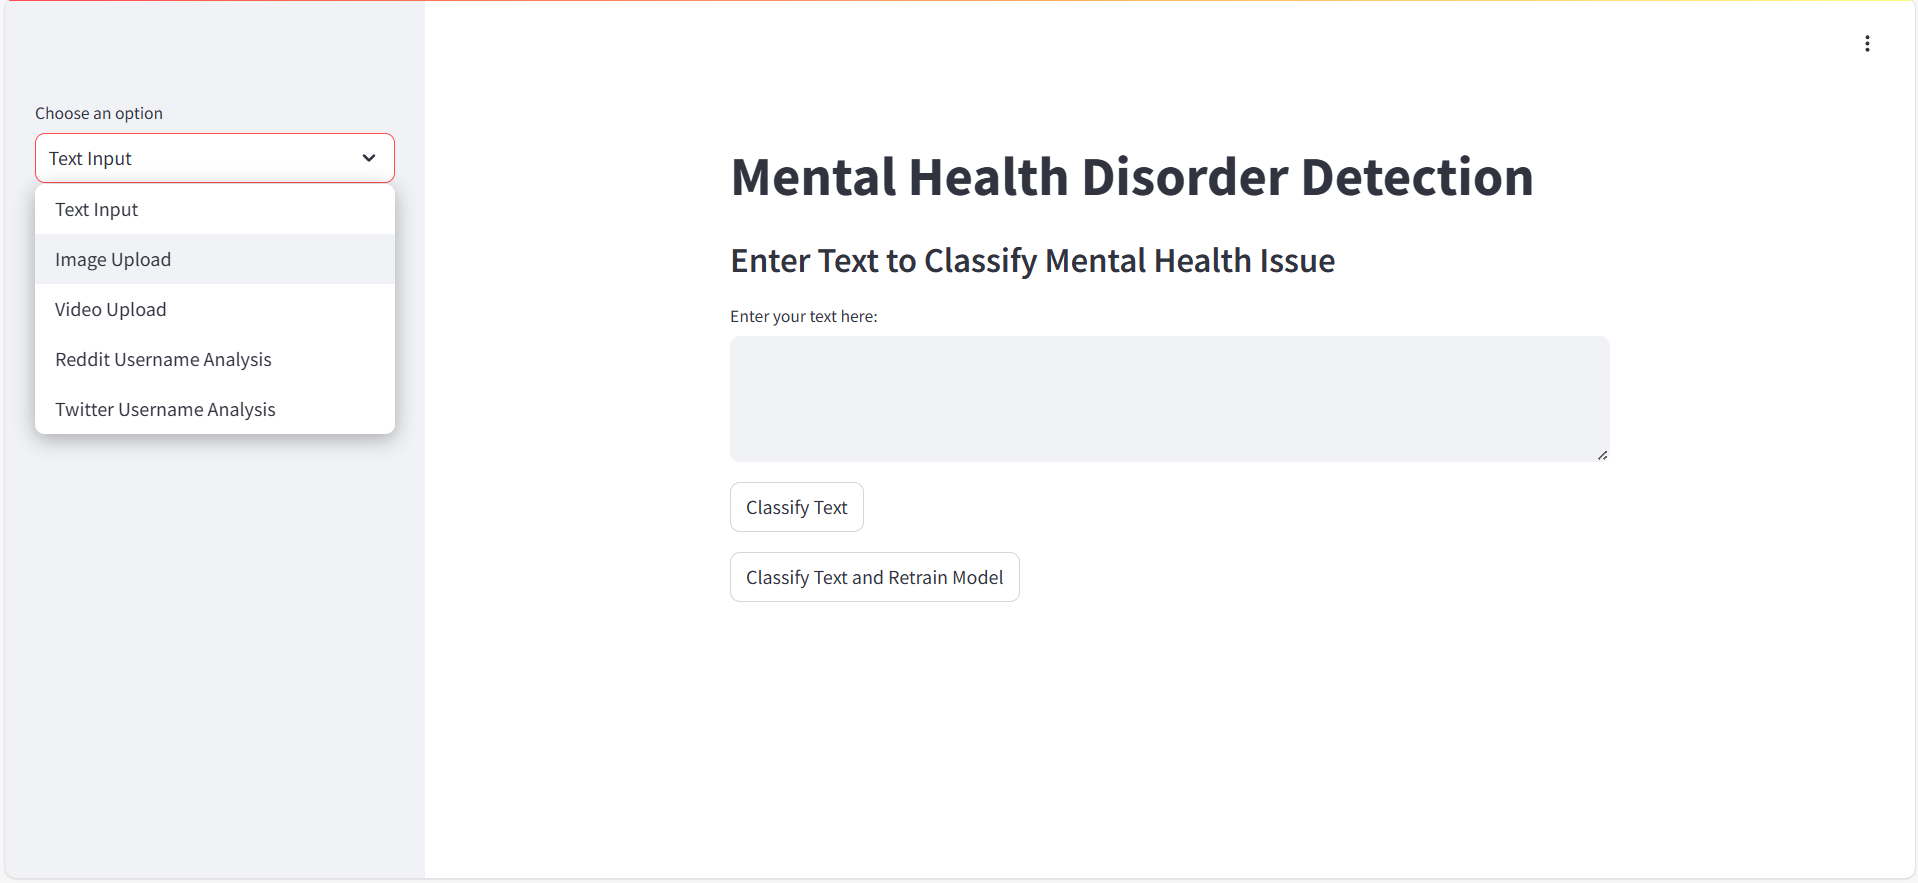 Choose an option
Text Input
Text Input
Image Upload
Video Upload
Reddit Username Analysis
Twitter Username Analysis
Mental Health Disorder Detection
Enter Text to Classify Mental Health Issue
Enter your text here:
Classify Text
Classify Text and Retrain Model